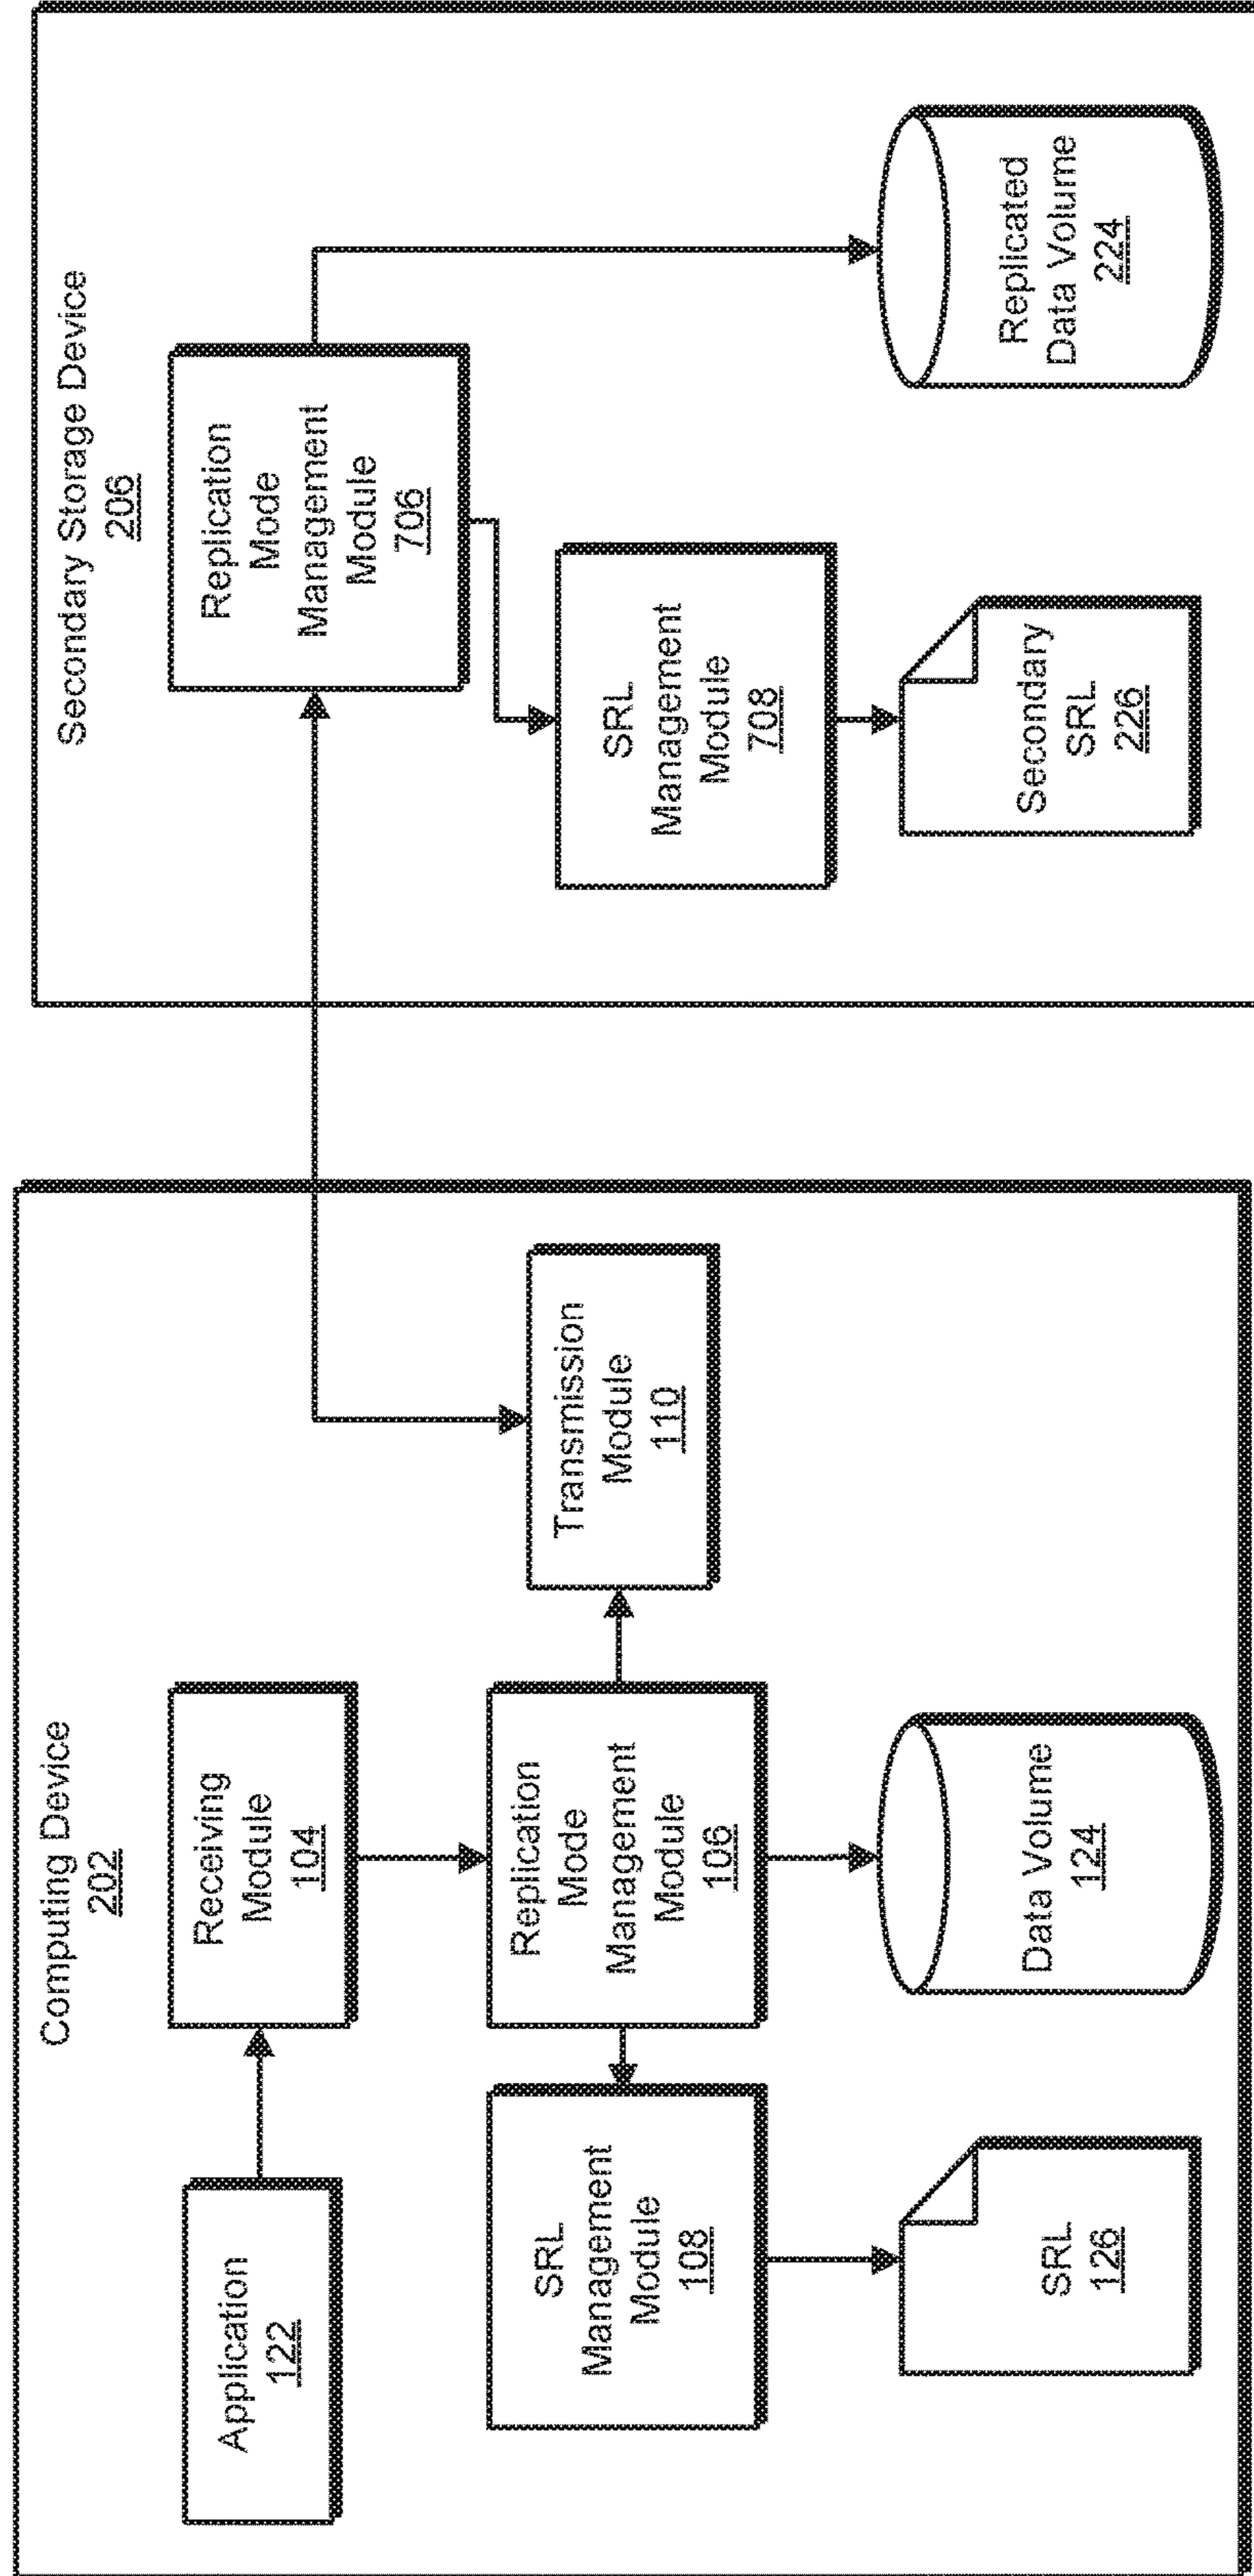 Computing Device
202
Application
122
Receiving
Module
104
SRL
Management
Module
108
Replication
Mode
Management
Module
106
Transmission
Module
110
SRL
126
Data Volume
124
Secondary Storage Device
206
Replication
Mode
Management
Module
706
SRL
Management
Module
708
Secondary
SRL
226
Replicated
Data Volume
224